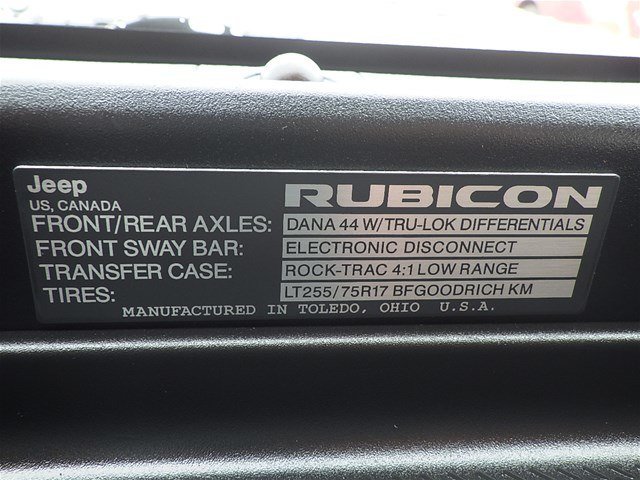 Jeep
RUBICON
US, CANADA
FRONT/REAR AXLES: DANA 44 W/TRU-LOK DIFFERENTIALS
FRONT SWAY BAR: ELECTRONIC DISCONNECT
TRANSFER CASE: ROCK-TRAC 4:1 LOW RANGE
TIRES: LT255/75R17 BFGOODRICH KM
MANUFACTURED IN TOLEDO, OHIO U.S.A.